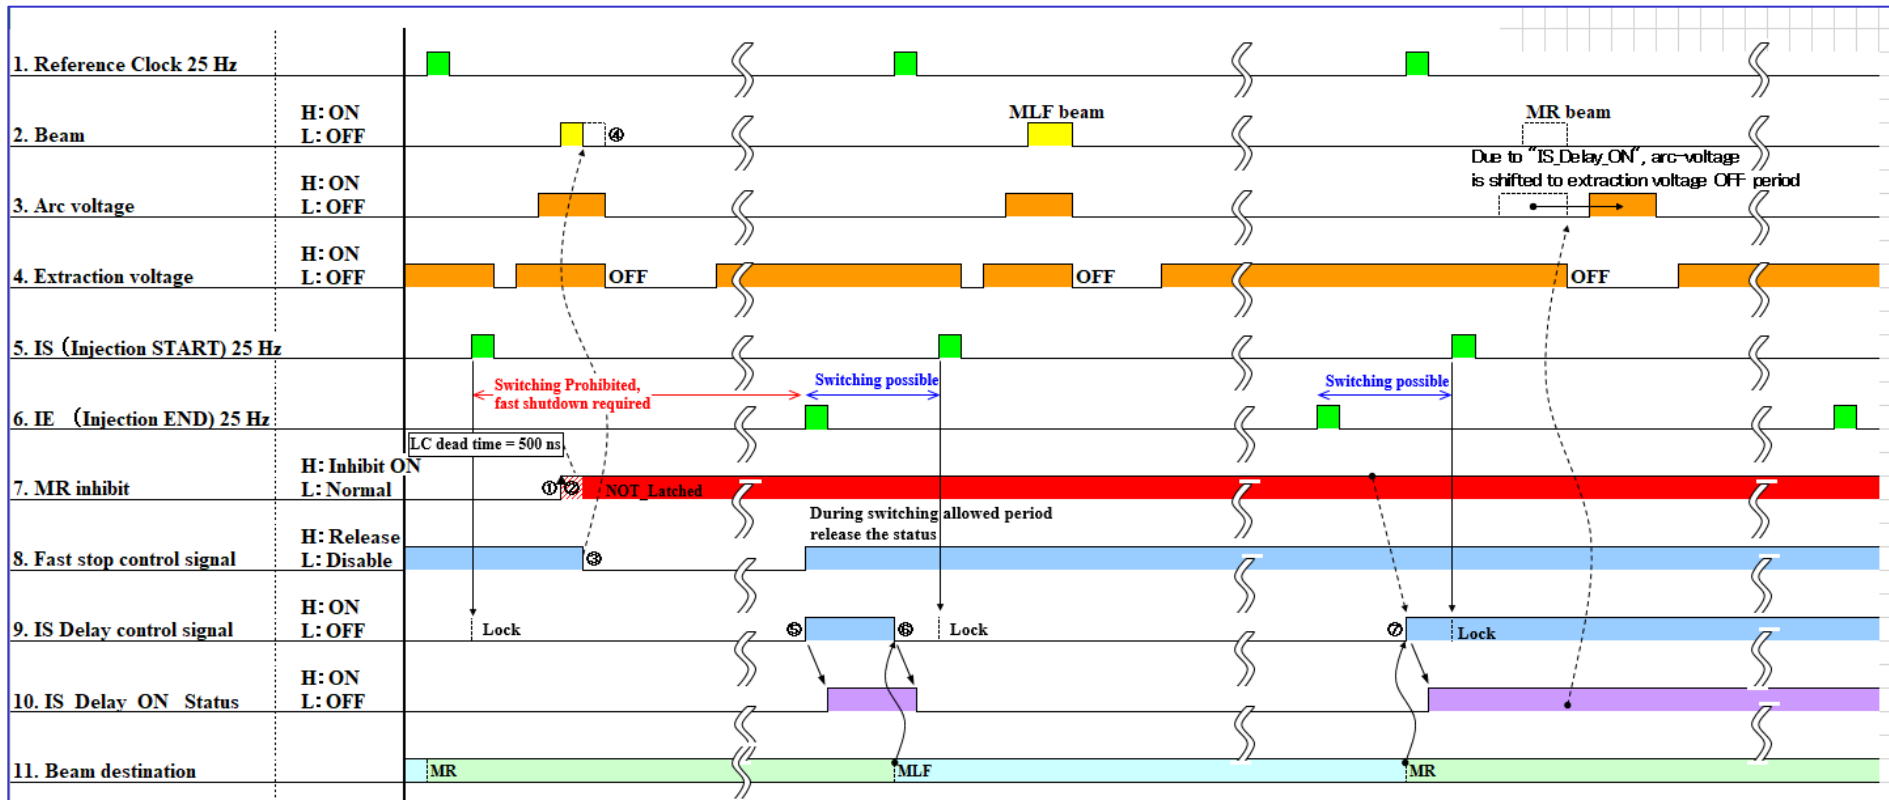 1. Reference Clock 25 Hz
H: ON
MLF beam
MR beam
2. Beam
L: OFF
④
Due to "IS_Delay_ON", arc-voltage
is shifted to extraction voltage OFF period
H: ON
3. Arc voltage
L: OFF
H: ON
4. Extraction voltage
L: OFF
OFF
OFF
OFF
5. IS (Injection START) 25 Hz
Switching Prohibited,
fast shutdown required
Switching possible
Switching possible
6. IE (Injection END) 25 Hz
LC dead time = 500 ns
H: Inhibit ON
7. MR inhibit
L: Normal
①
②
NOT_Latched
During switching allowed period
release the status
H: Release
8. Fast stop control signal
L: Disable
③
H: ON
9. IS Delay control signal
L: OFF
Lock
⑤
⑥
Lock
⑦
Lock
H: ON
10. IS Delay ON Status
L: OFF
11. Beam destination
MR
MLF
MR